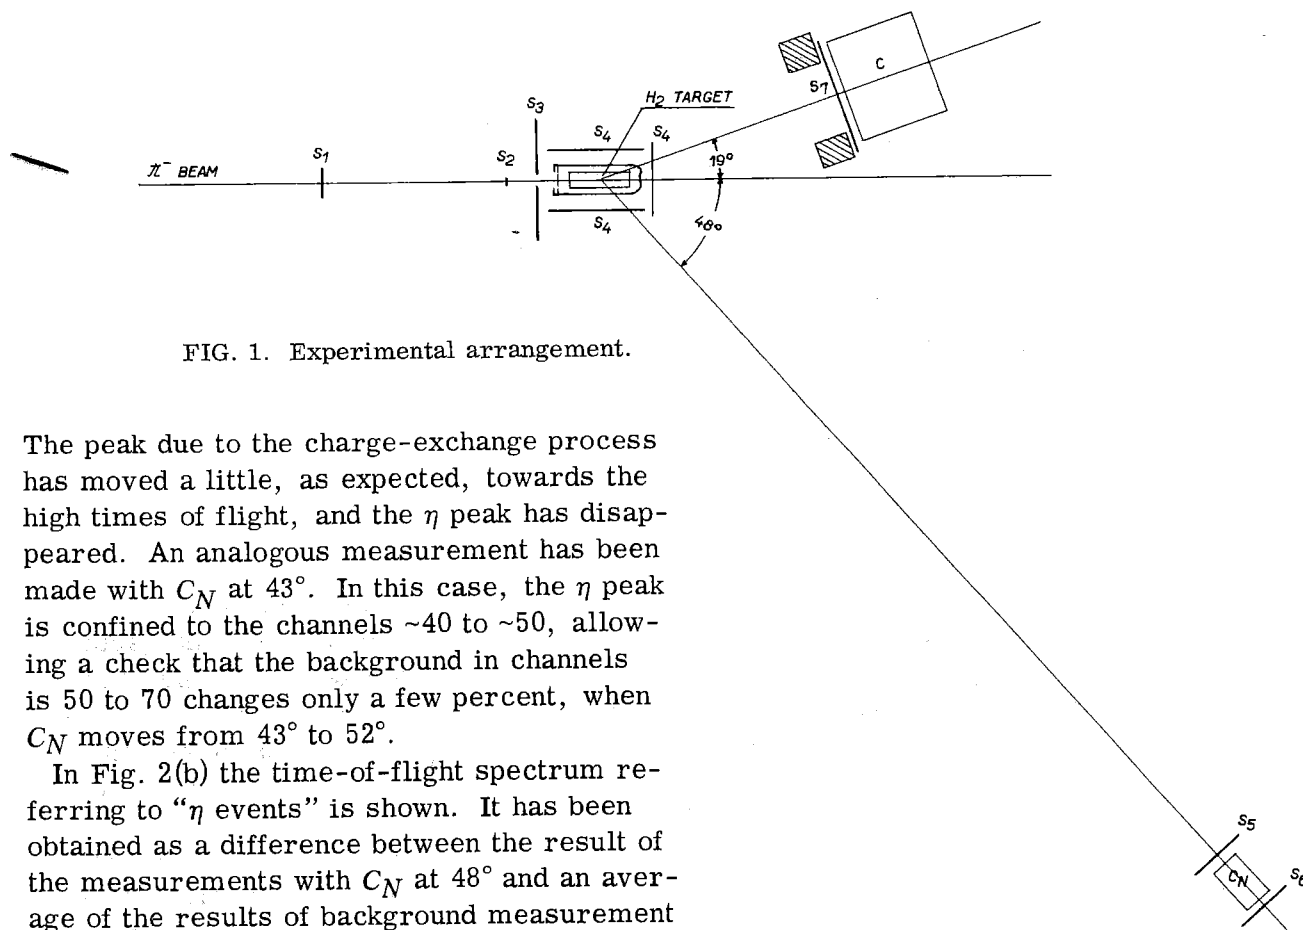 C
S7
S3
H2 TARGET
S4
S4
S1
S2
π⁻ BEAM
19°
S4
48°
FIG. 1. Experimental arrangement.
The peak due to the charge-exchange process
has moved a little, as expected, towards the
high times of flight, and the η peak has disap-
peared. An analogous measurement has been
made with CN at 43°. In this case, the η peak
is confined to the channels ~40 to ~50, allow-
ing a check that the background in channels
is 50 to 70 changes only a few percent, when
CN moves from 43° to 52°.
In Fig. 2(b) the time-of-flight spectrum re-
ferring to “η events” is shown. It has been
obtained as a difference between the result of
the measurements with CN at 48° and an aver-
age of the results of background measurement
S5
CN
S6